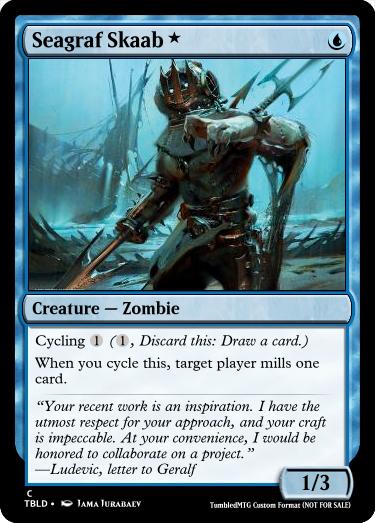 Seagraf Skaab ★
Creature — Zombie
Cycling 1 (1, Discard this: Draw a card.)
When you cycle this, target player mills one
card.
“Your recent work is an inspiration. I have the
utmost respect for your approach, and your craft
is impeccable. At your convenience, I would be
honored to collaborate on a project.”
—Ludevic, letter to Geralf
1/3
C
TBLD • Jama Jurabaev
TumbledMTG Custom Format (NOT FOR SALE)